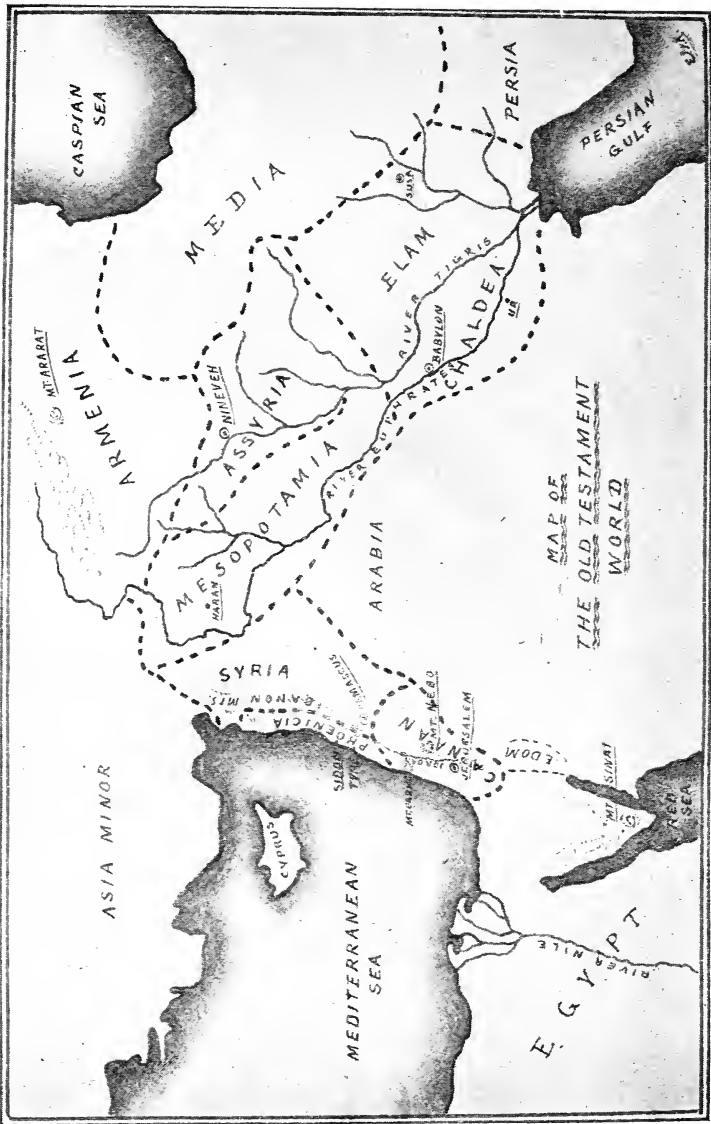 MAP OF
THE OLD TESTAMENT
WORLD
ASIA MINOR
ARMENIA
MT. ARARAT
CASPIAN
SEA
MEDIA
ASSYRIA
NINEVEH
MESOPOTAMIA
HARAN
SYRIA
LEBANON MTS.
PHOENICIA
DAMASCUS
SIDON
TYRE
CYPRUS
MEDITERRANEAN
SEA
RIVER EUPHRATES
RIVER TIGRIS
ELAM
SUSA
PERSIA
BABYLON
CHALDEA
UR
PERSIAN
GULF
ARABIA
CANAAN
MT. NEBO
JERURSALEM
EDOM
MT SINAI
RED
SEA
EGYPT
RIVER NILE